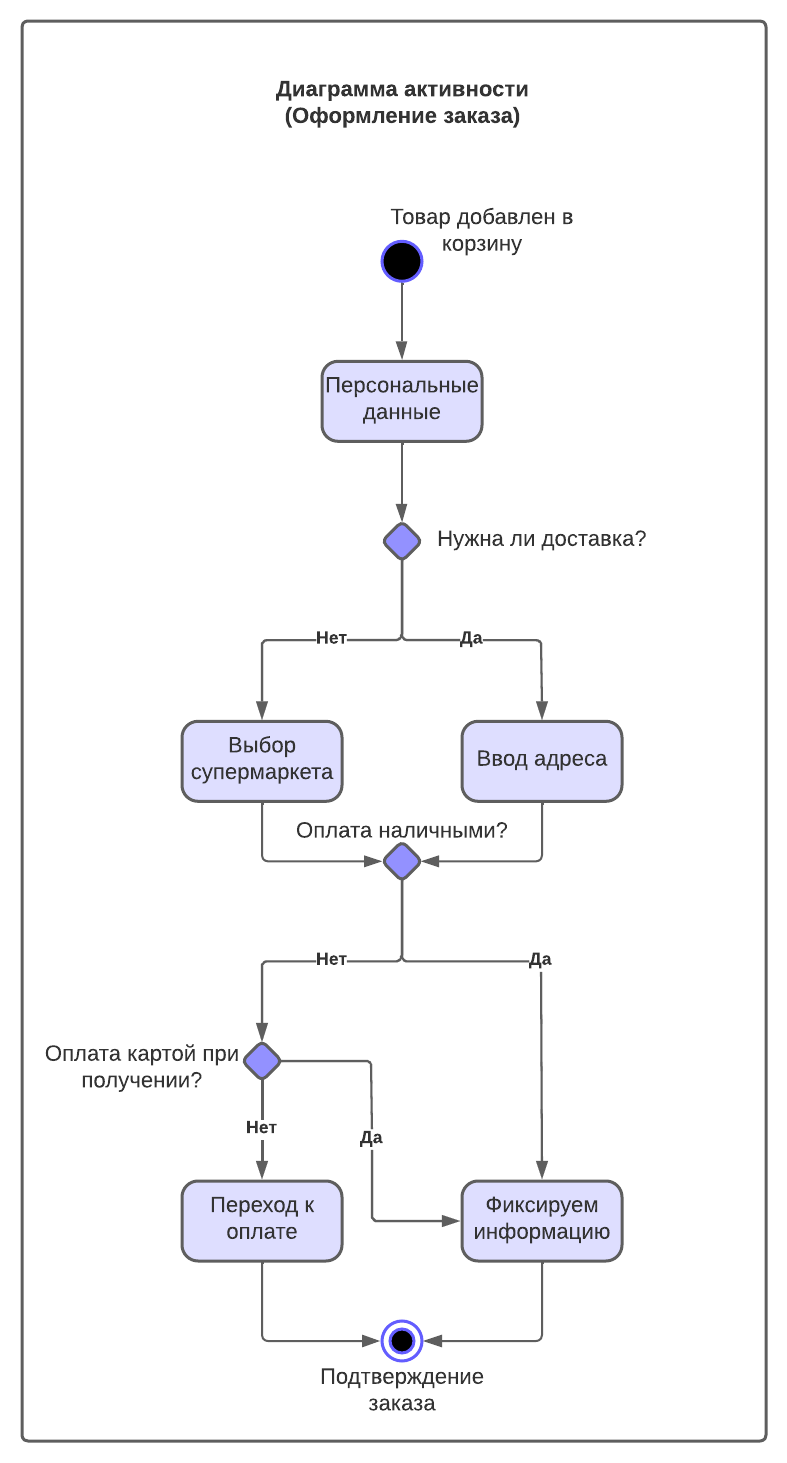 Диаграмма активности
(Оформление заказа)
Товар добавлен в
корзину
Персональные
данные
Нужна ли доставка?
Нет
Да
Выбор
супермаркета
Ввод адреса
Оплата наличными?
Нет
Да
Оплата картой при
получении?
Нет
Да
Переход к
оплате
Фиксируем
информацию
Подтверждение
заказа